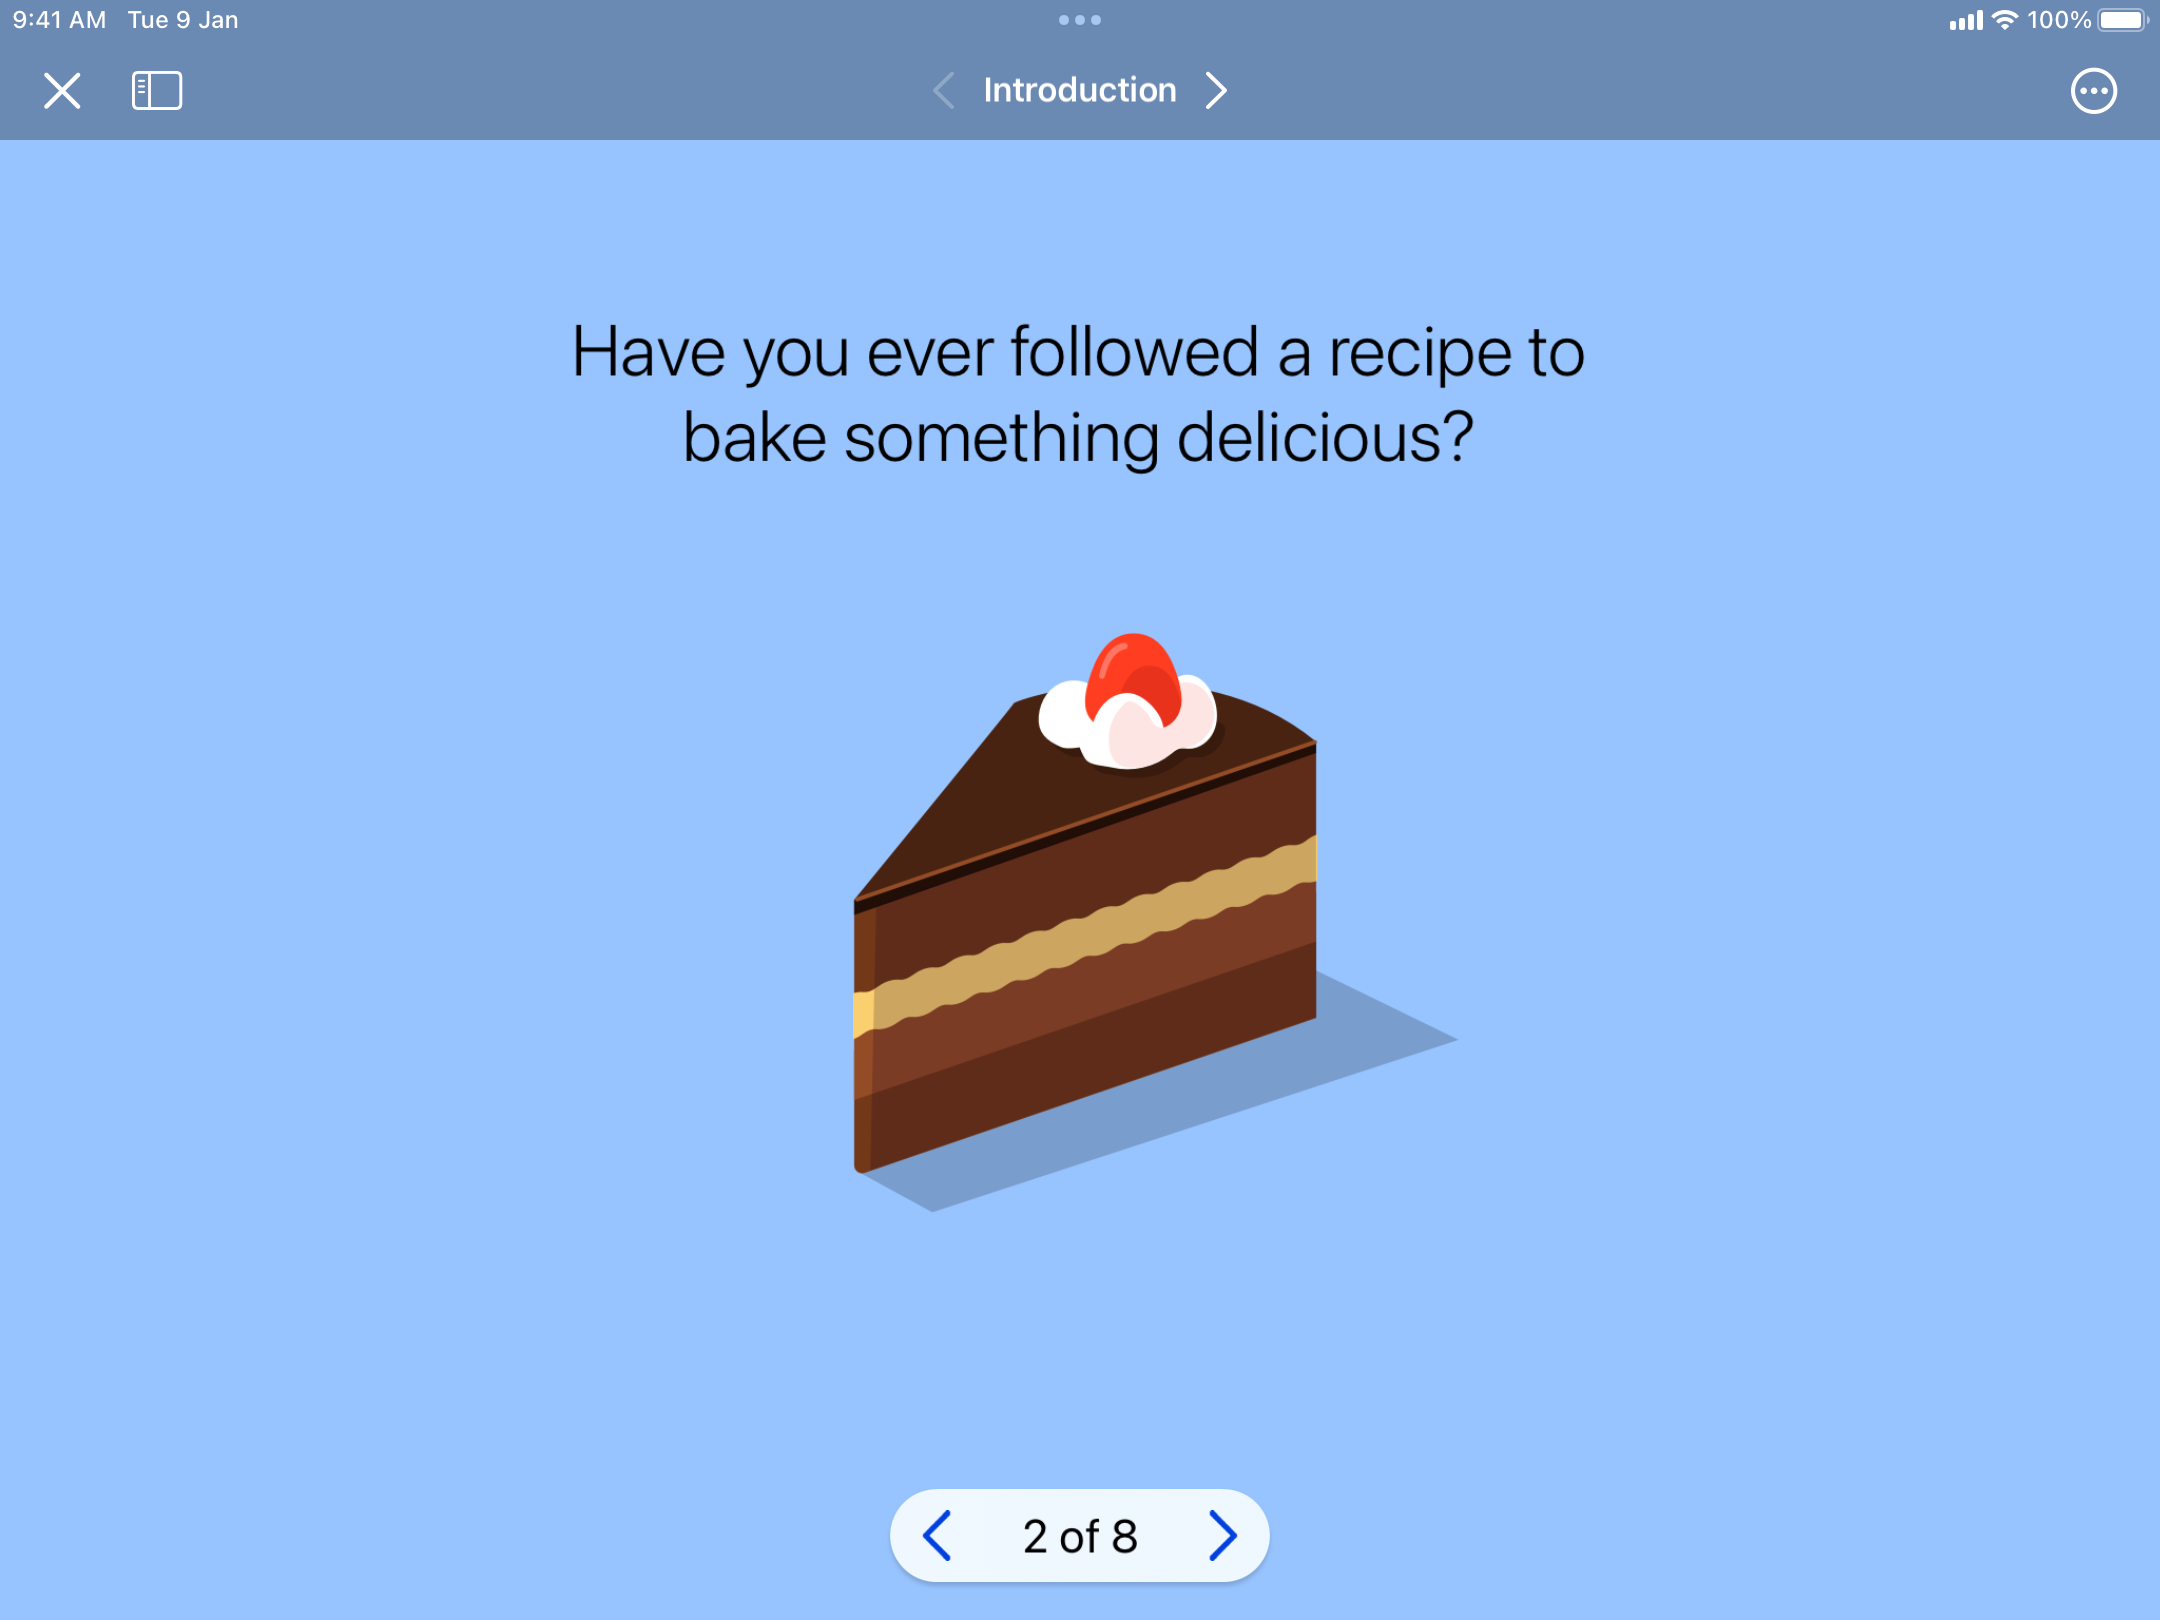 9:41 AM Tue 9 Jan
100%
Introduction
Have you ever followed a recipe to
bake something delicious?
2 of 8